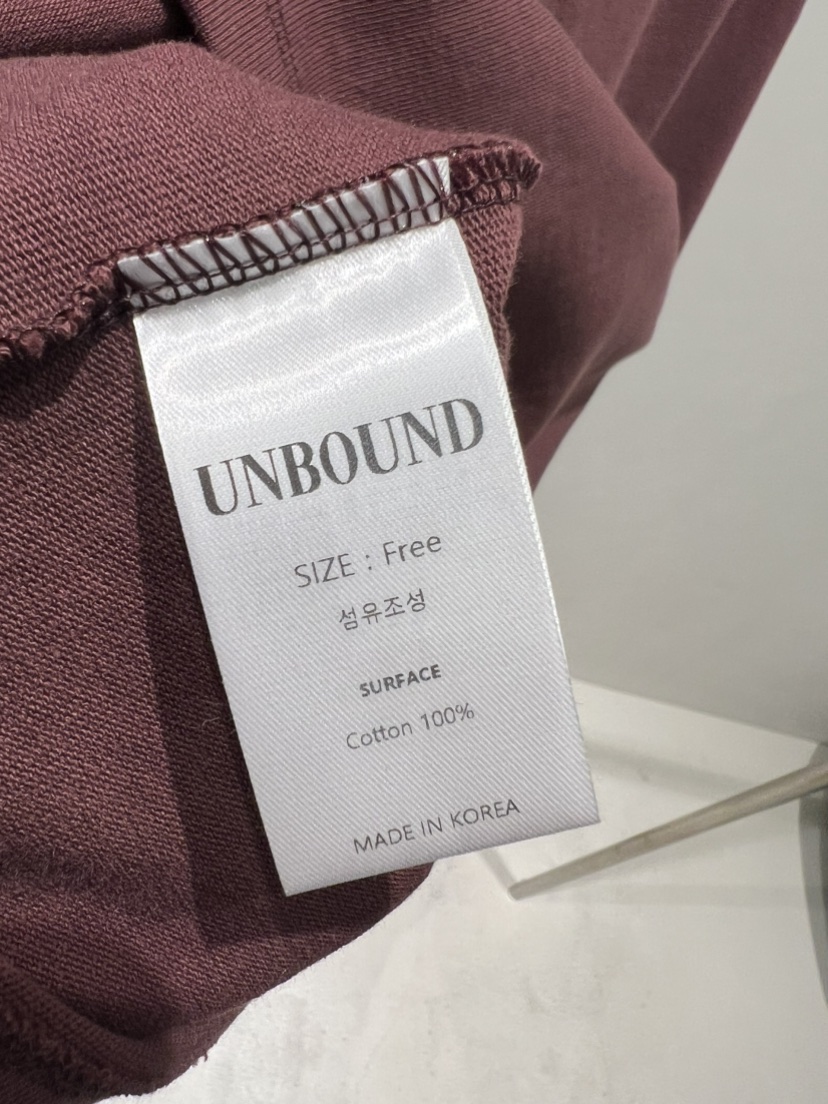 UNBOUND
SIZE : Free
섬유조성
SURFACE
Cotton 100%
MADE IN KOREA